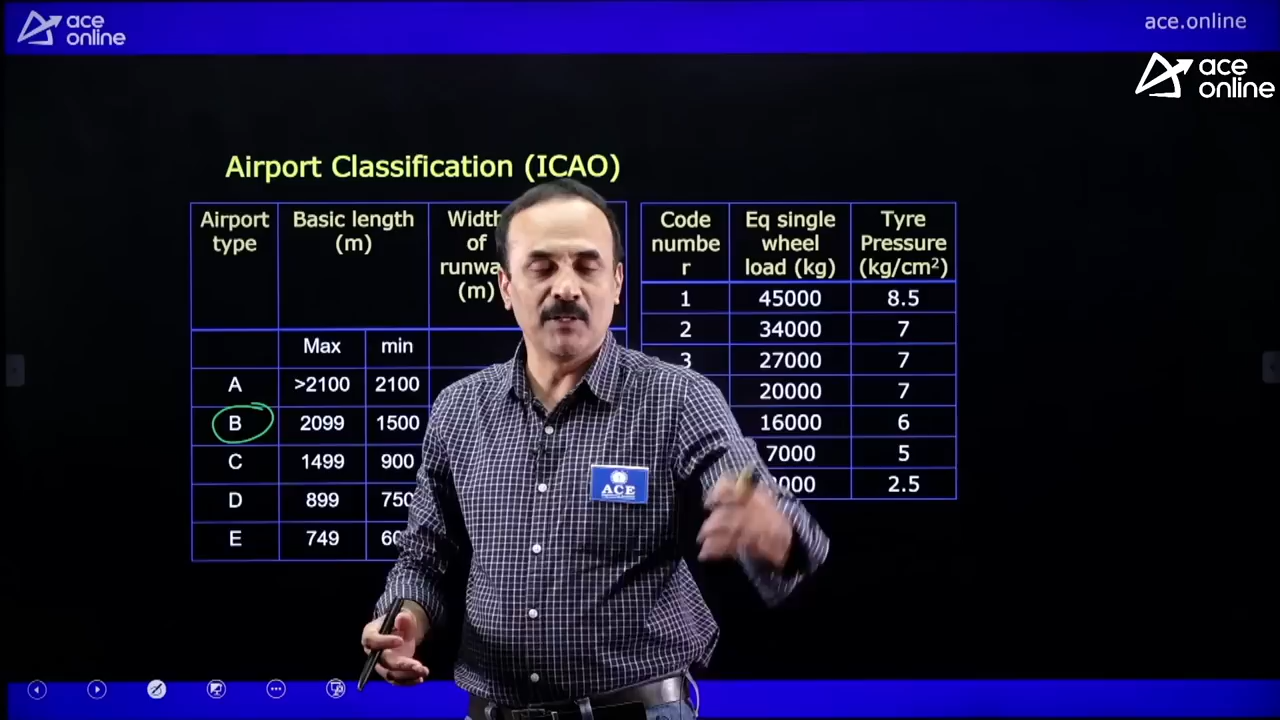 ace
online
ace.online
ace
online
Airport Classification (ICAO)
Airport type
Basic length (m)
Width of (m)
Code numbe r
Eq single wheel load (kg)
Tyre Pressure (kg/cm²)
1 45000 8.5
2 34000 7
3 27000 7
20000 7
16000 6
7000 5
2.5
Max min
A >2100 2100
B 2099 1500
C 1499 900
D 899 750
E 749
ACE